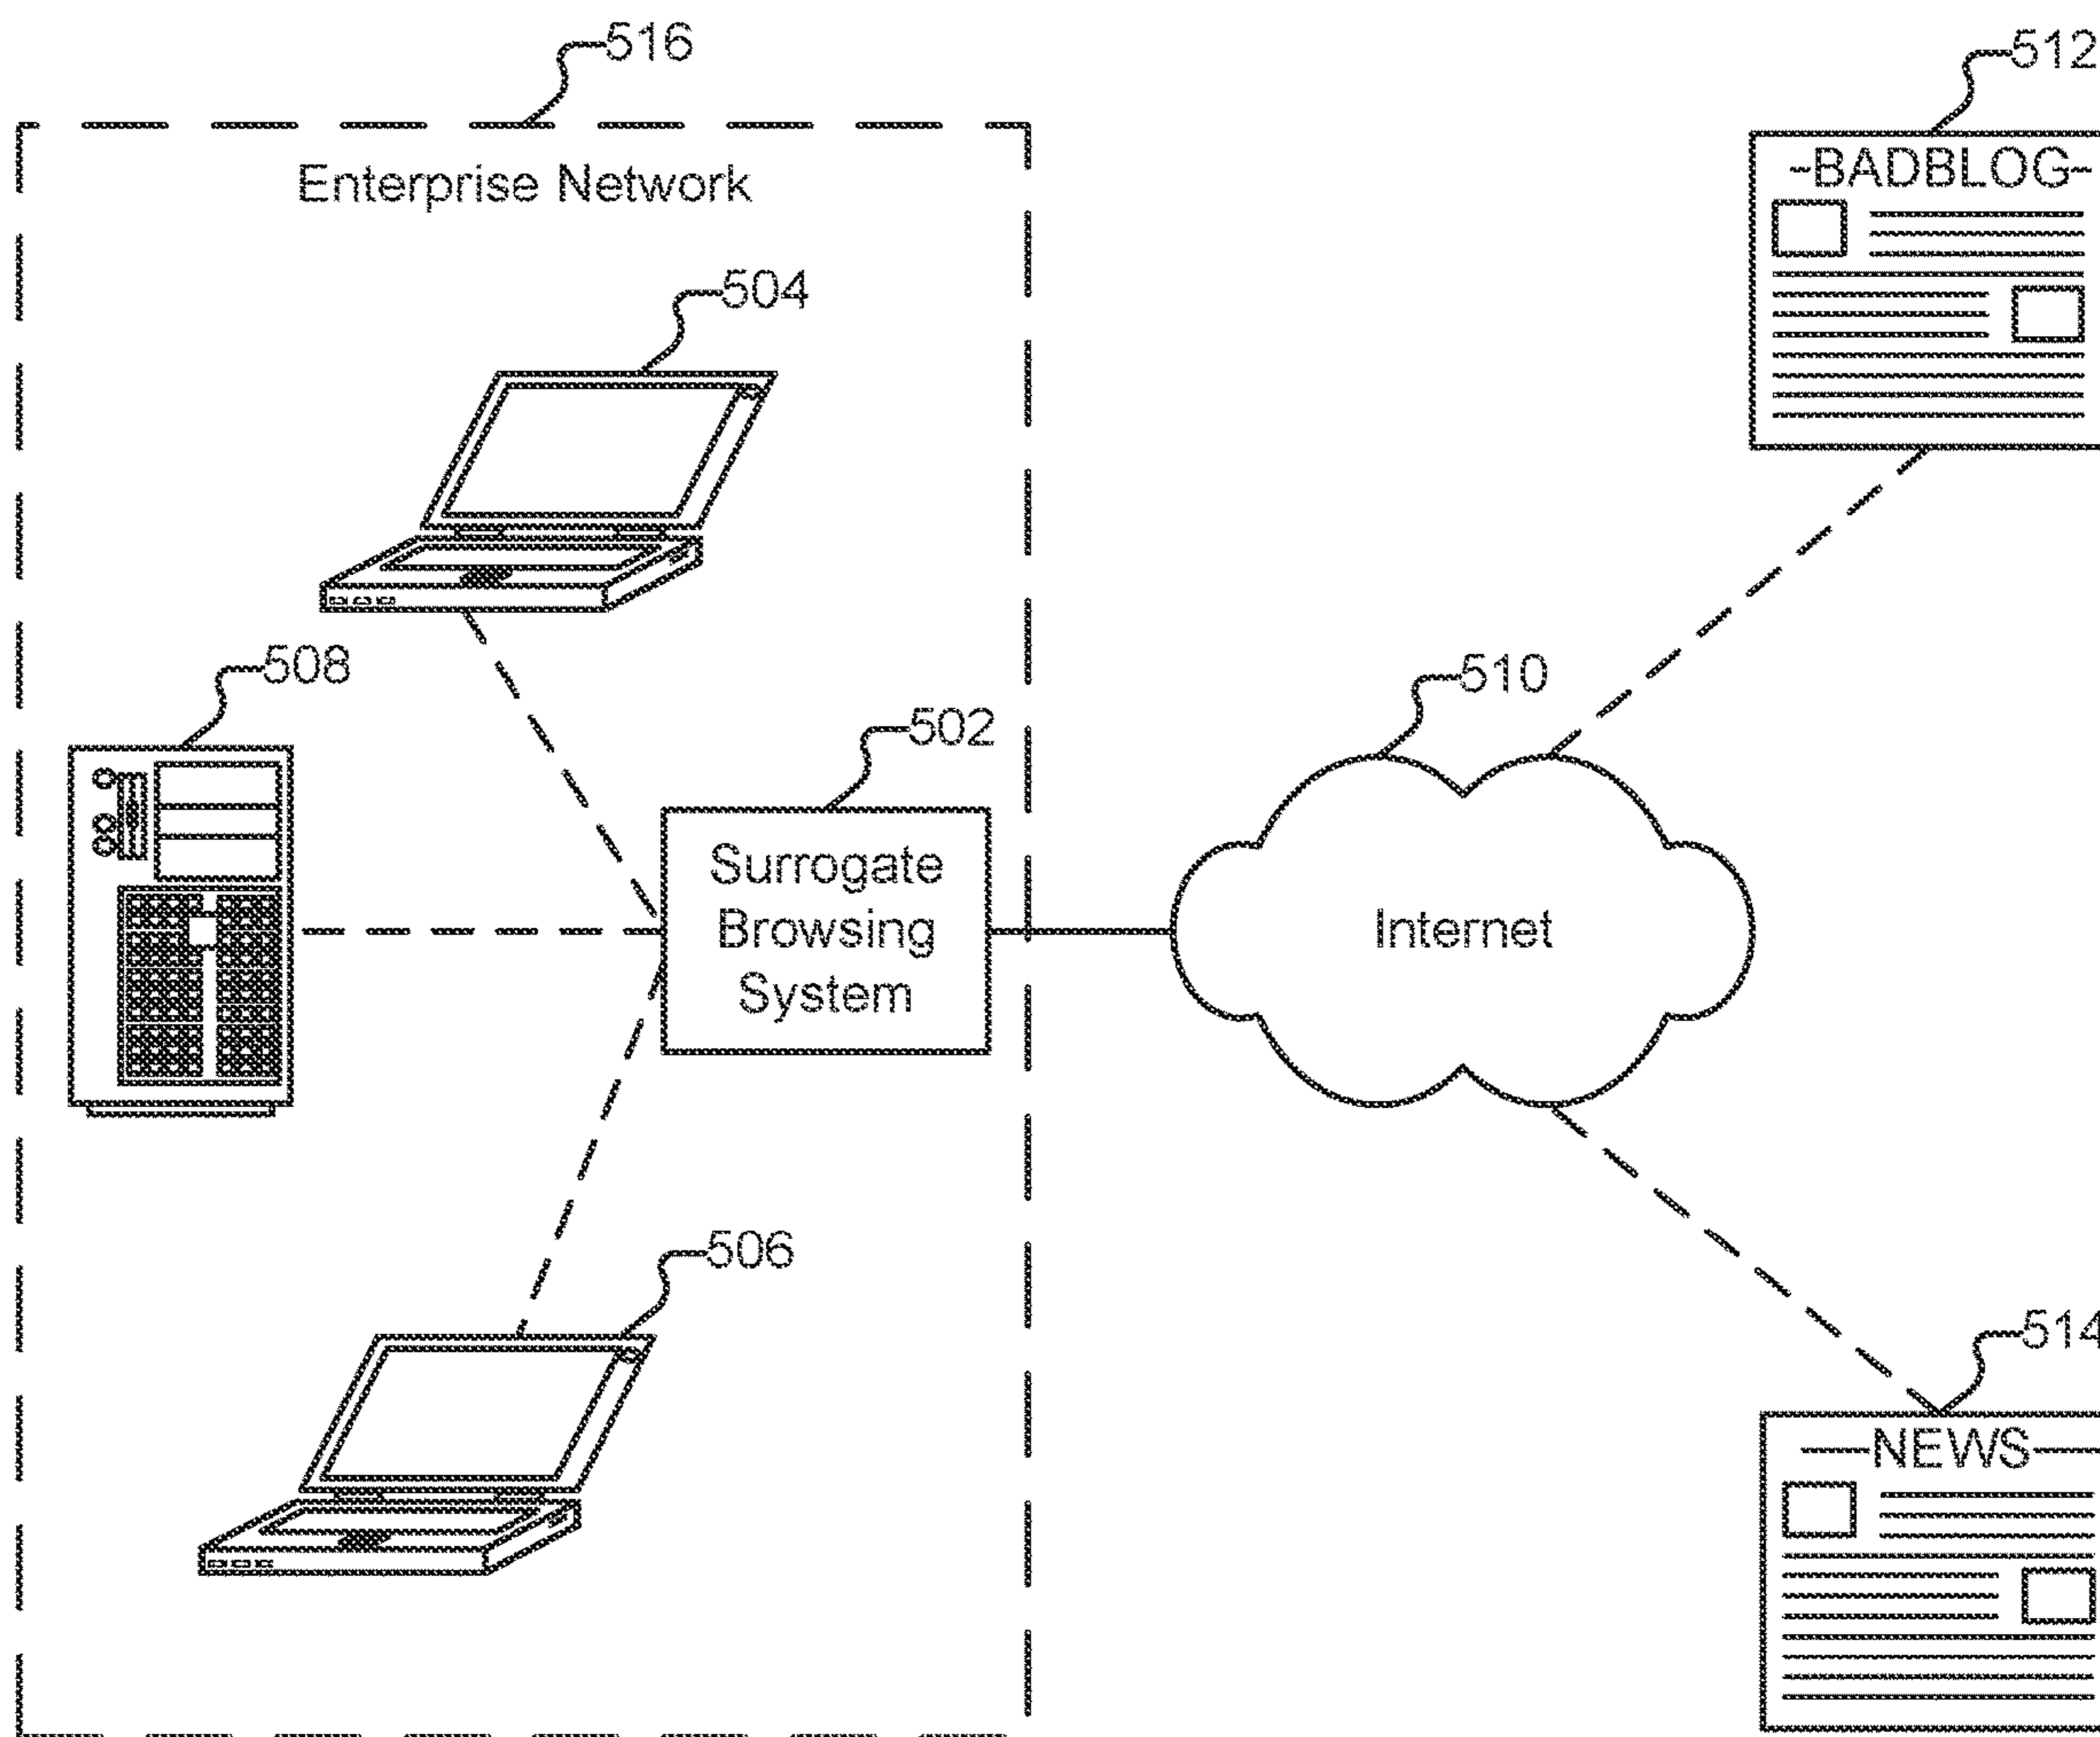 516
512
Enterprise Network
-BADBLOG-
504
508
510
502
Surrogate
Browsing
System
Internet
506
514
NEWS